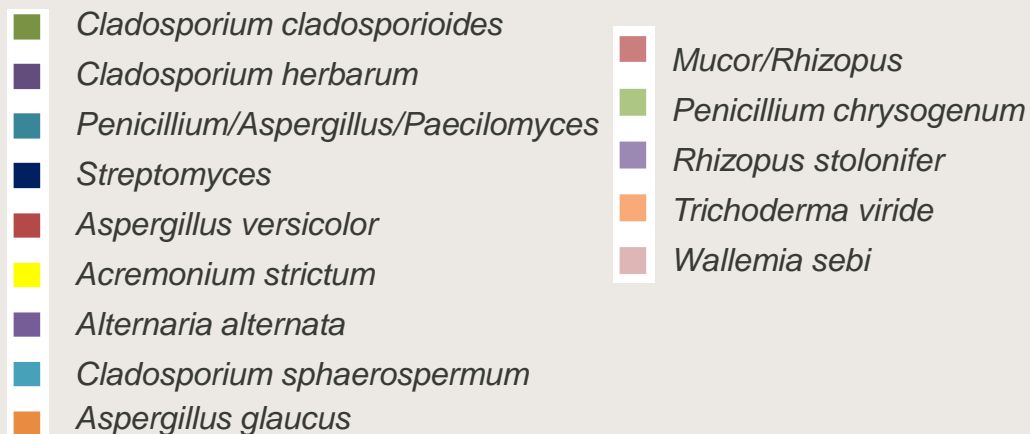 Cladosporium cladosporioides
Cladosporium herbarum
Penicillium/Aspergillus/Paecilomyces
Streptomyces
Aspergillus versicolor
Acremonium strictum
Alternaria alternata
Cladosporium sphaerospermum
Aspergillus glaucus
Mucor/Rhizopus
Penicillium chrysogenum
Rhizopus stolonifer
Trichoderma viride
Wallemia sebi